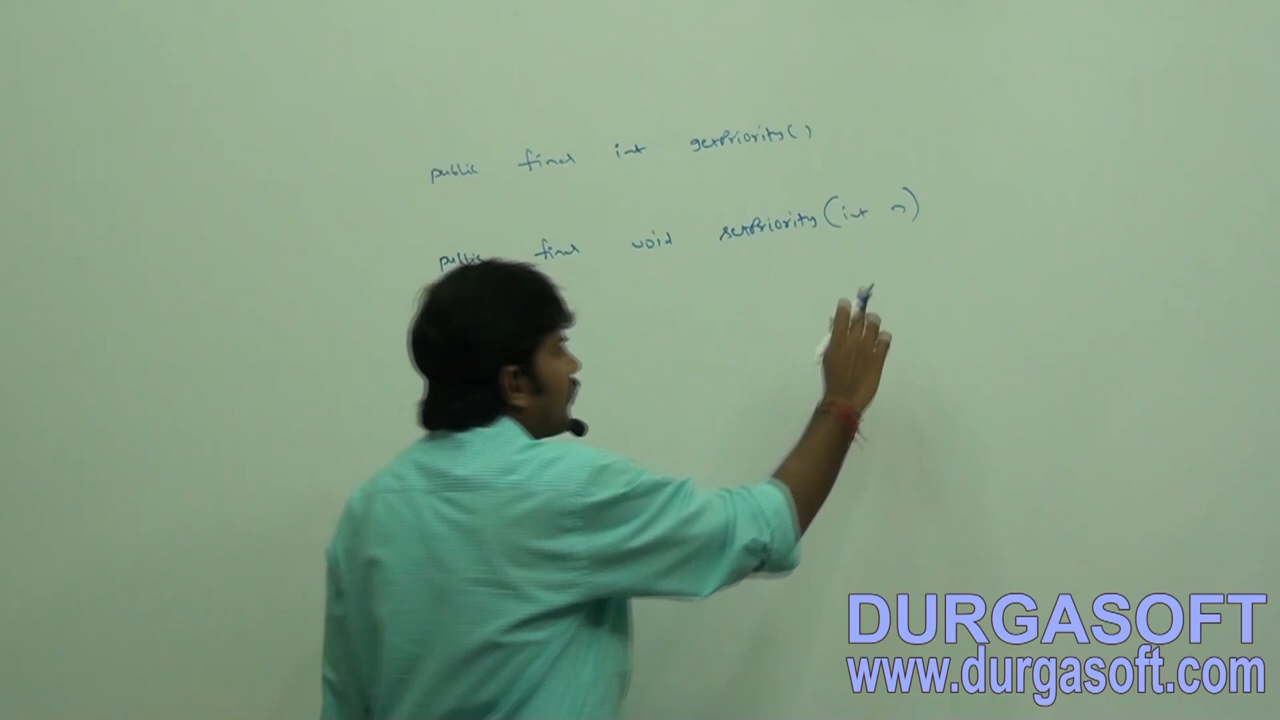 public final int getPriority()
public final void setPriority(int n)
DURGASOFT
www.durgasoft.com